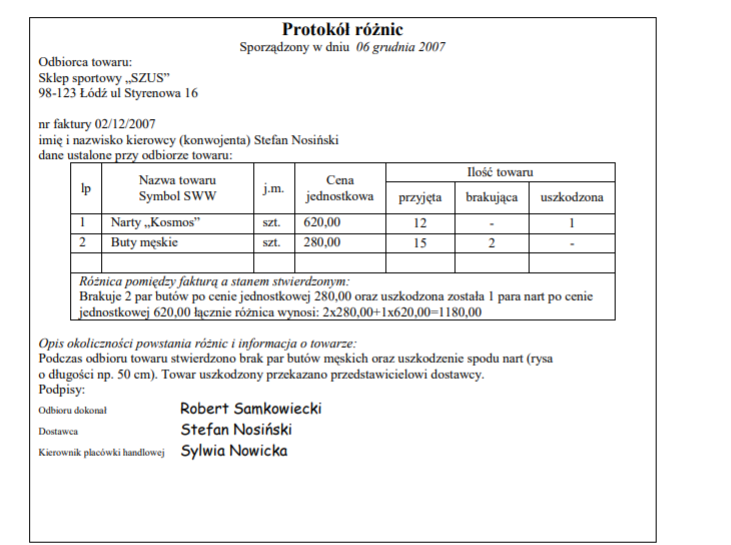 Protokół różnic
Sporządzony w dniu 06 grudnia 2007
Odbiorca towaru:
Sklep sportowy „SZUS”
98-123 Łódź ul Styrenowa 16
nr faktury 02/12/2007
imię i nazwisko kierowcy (konwojenta) Stefan Nosiński
dane ustalone przy odbiorze towaru:
lp Nazwa towaru Symbol SWW j.m. Cena jednostkowa Ilość towaru
przyjęta brakująca uszkodzona
1 Narty „Kosmos” szt. 620,00 12 - 1
2 Buty męskie szt. 280,00 15 2 -
Różnica pomiędzy fakturą a stanem stwierdzonym:
Brakuje 2 par butów po cenie jednostkowej 280,00 oraz uszkodzona została 1 para nart po cenie
jednostkowej 620,00 łącznie różnica wynosi: 2x280,00+1x620,00=1180,00
Opis okoliczności powstania różnic i informacja o towarze:
Podczas odbioru towaru stwierdzono brak par butów męskich oraz uszkodzenie spodu nart (rysa
o długości np. 50 cm). Towar uszkodzony przekazano przedstawicielowi dostawcy.
Podpisy:
Odbioru dokonał Robert Samkowiecki
Dostawca Stefan Nosiński
Kierownik placówki handlowej Sylwia Nowicka